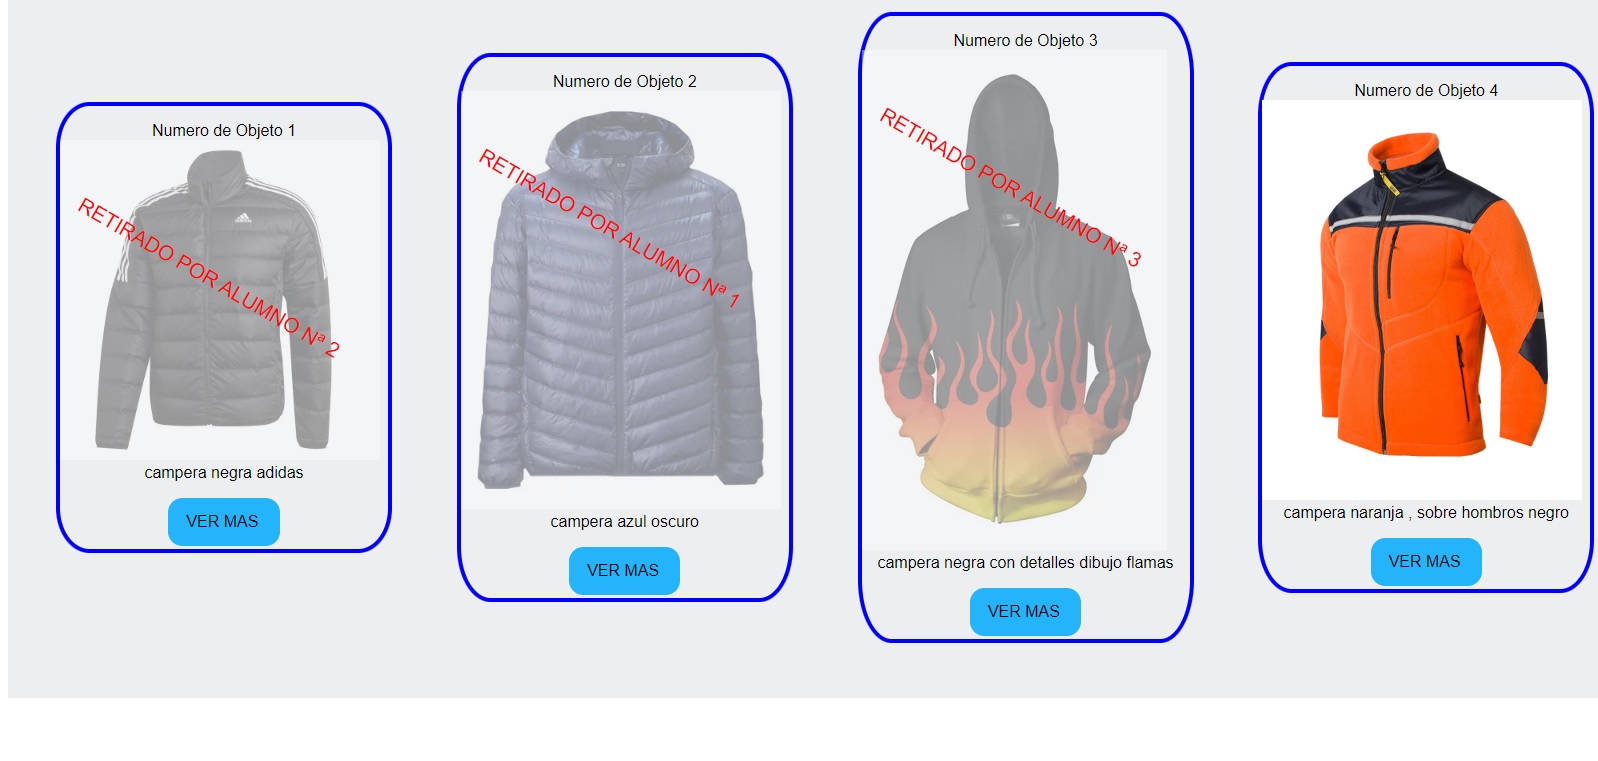 Numero de Objeto 1
RETIRADO POR ALUMNO Nª 2
adidas
campera negra adidas
VER MAS
Numero de Objeto 2
RETIRADO POR ALUMNO Nª 1
campera azul oscuro
VER MAS
Numero de Objeto 3
RETIRADO POR ALUMNO Nª 3
campera negra con detalles dibujo flamas
VER MAS
Numero de Objeto 4
campera naranja , sobre hombros negro
VER MAS